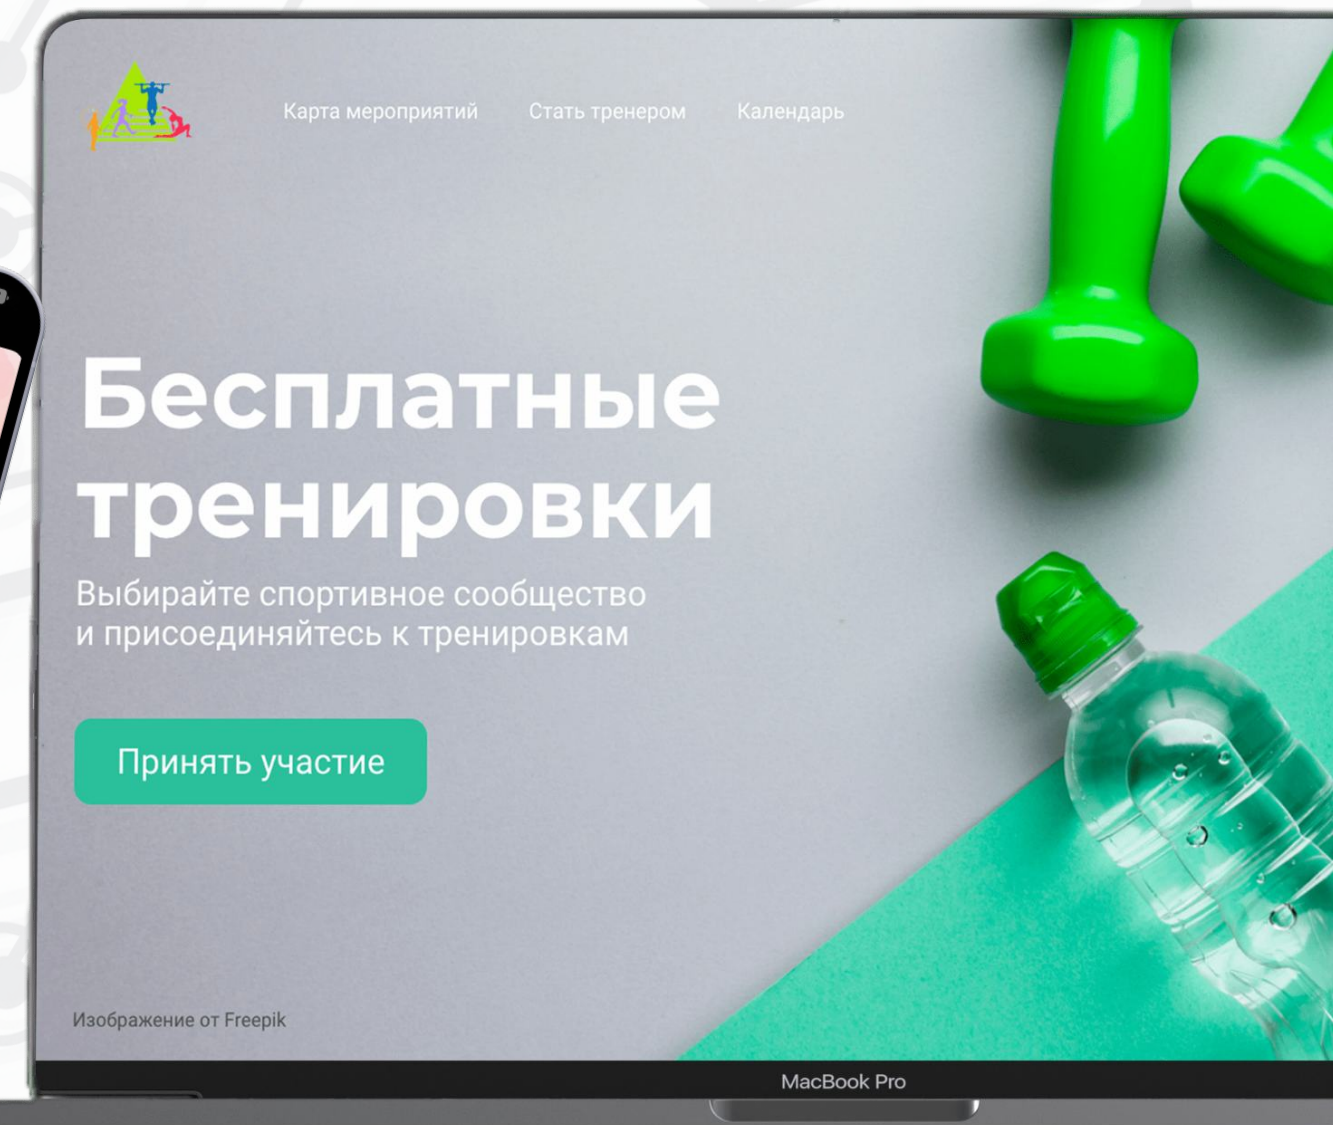 Карта мероприятий Стать тренером Календарь
Бесплатные
тренировки
Выбирайте спортивное сообщество
и присоединяйтесь к тренировкам
Принять участие
Изображение от Freepik
MacBook Pro